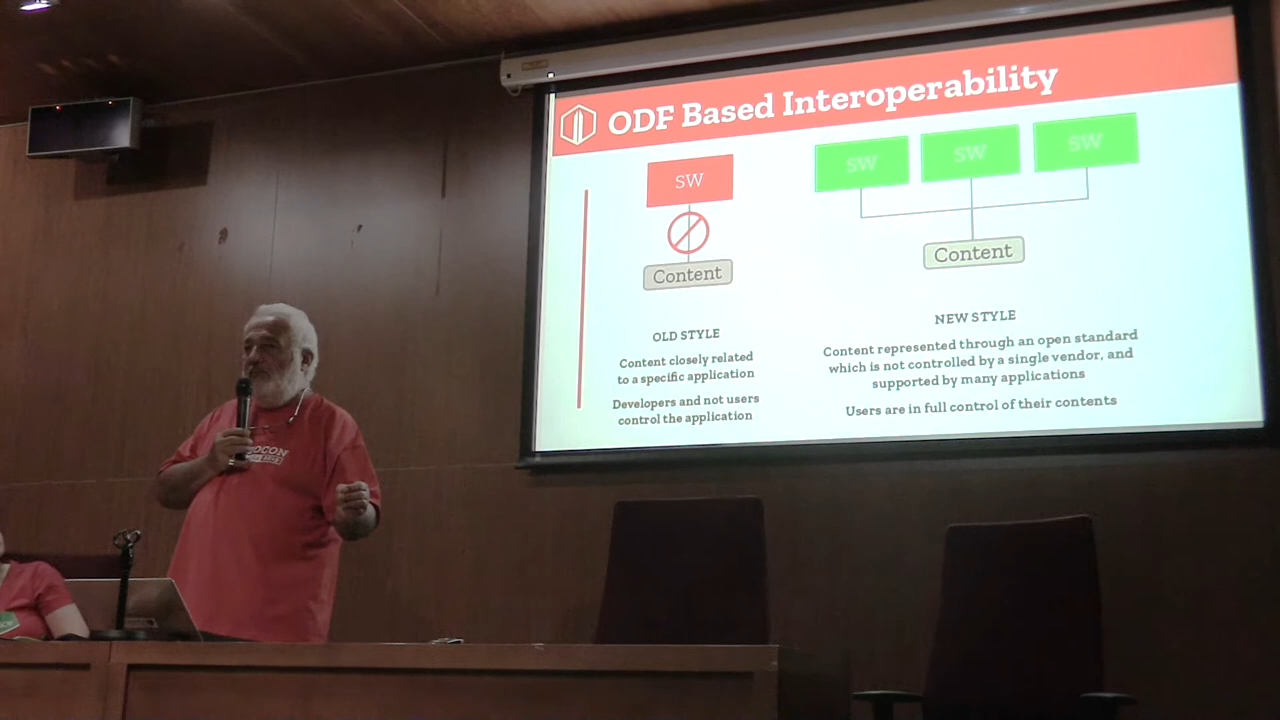 ODF Based Interoperability
SW
Content
OLD STYLE
Content closely related
to a specific application
Developers and not users
control the application
SW
SW
SW
Content
NEW STYLE
Content represented through an open standard
which is not controlled by a single vendor, and
supported by many applications
Users are in full control of their contents